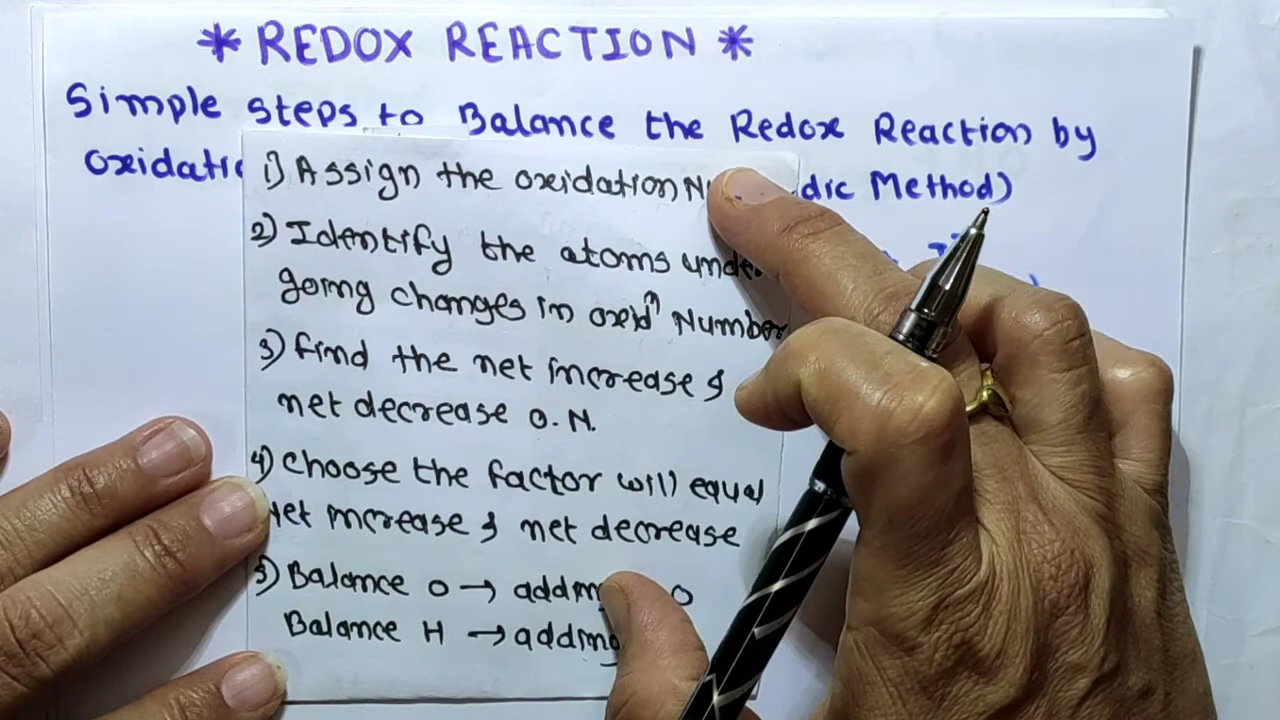 * REDOX REACTION *
Simple steps to Balance the Redox Reaction by
Method)
1) Assign the oxidation
2) Identify the atoms
going changes in oxidⁿ Number
3) find the net increase &
net decrease O.N.
4) choose the factor will equal
net increase & net decrease
5) Balance O → O
Balance H →